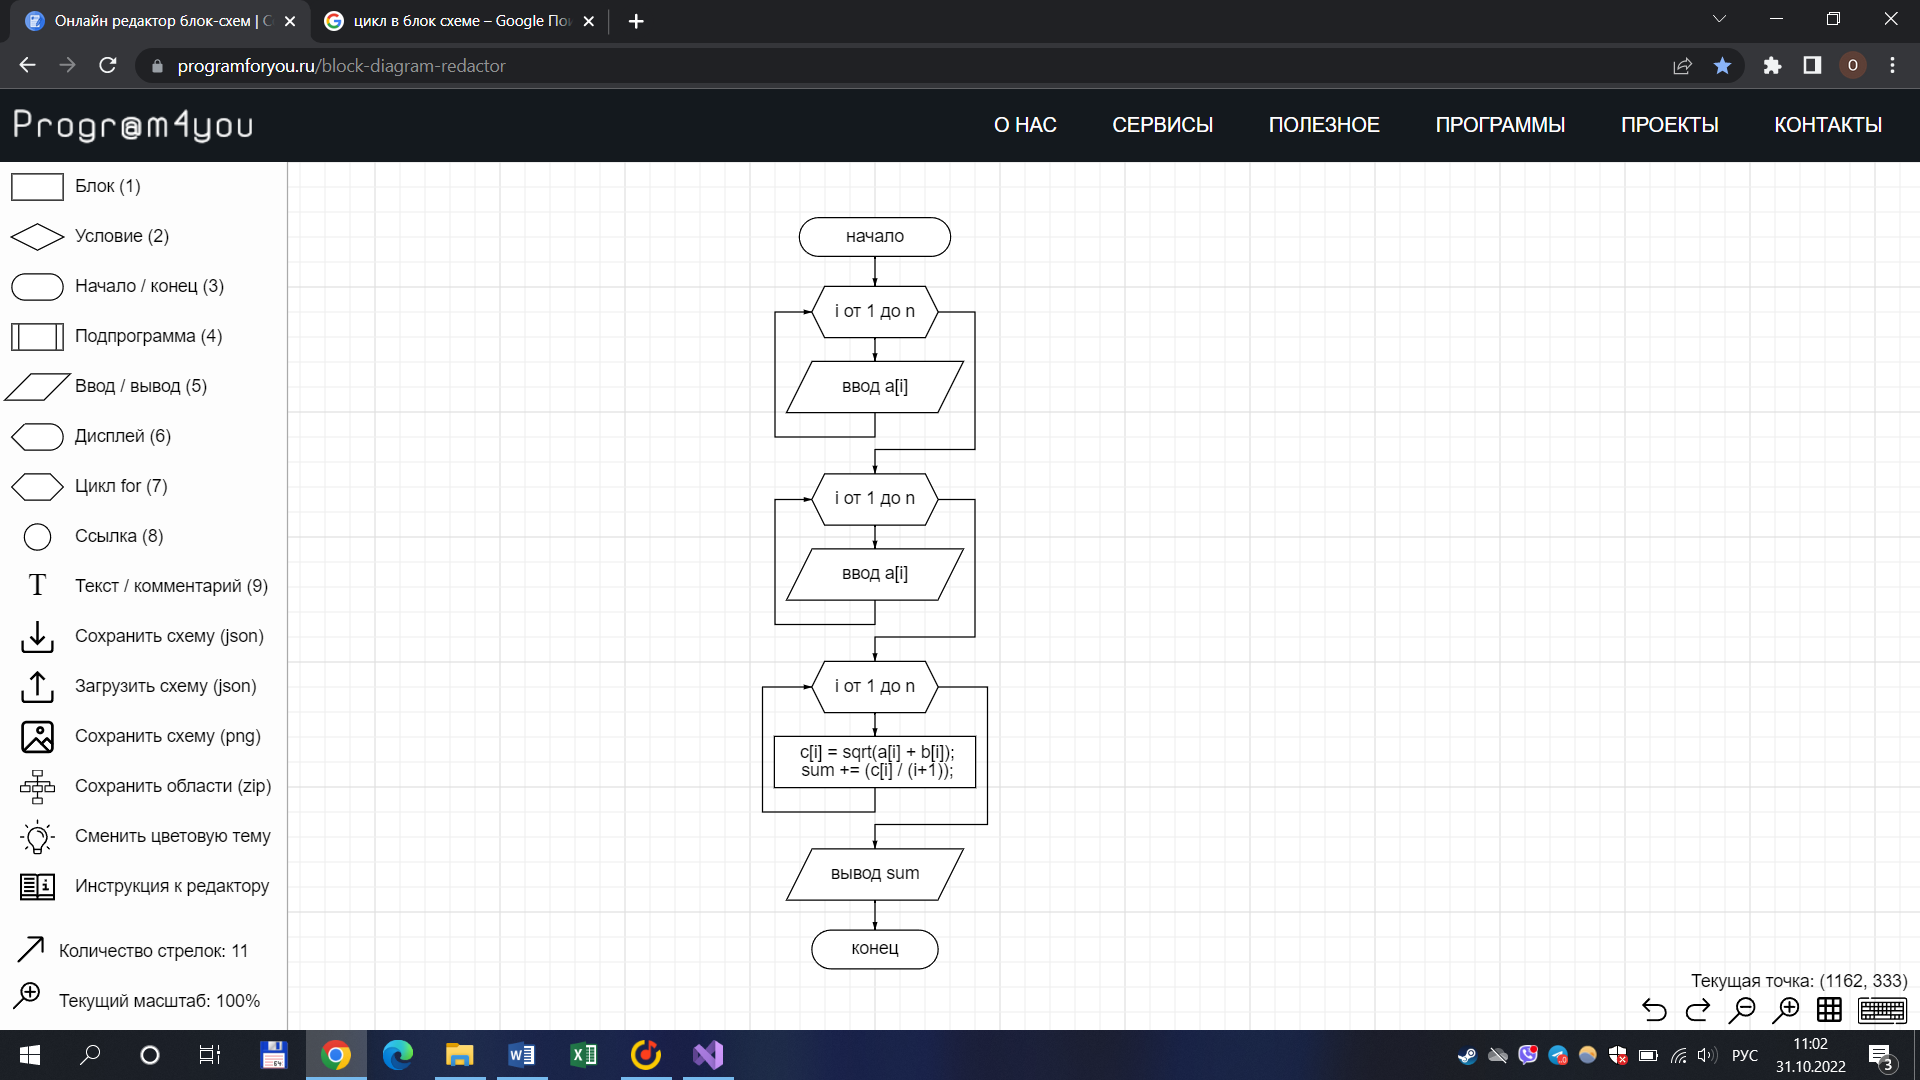 Онлайн редактор блок-схем | С
цикл в блок схеме – Google По
programforyou.ru/block-diagram-redactor
O
Progr@m4you
О НАС
СЕРВИСЫ
ПОЛЕЗНОЕ
ПРОГРАММЫ
ПРОЕКТЫ
КОНТАКТЫ
Блок (1)
Условие (2)
Начало / конец (3)
Подпрограмма (4)
Ввод / вывод (5)
Дисплей (6)
Цикл for (7)
Ссылка (8)
T Текст / комментарий (9)
Сохранить схему (json)
Загрузить схему (json)
Сохранить схему (png)
Сохранить области (zip)
Сменить цветовую тему
Инструкция к редактору
Количество стрелок: 11
Текущий масштаб: 100%
начало
i от 1 до n
ввод a[i]
i от 1 до n
ввод a[i]
i от 1 до n
c[i] = sqrt(a[i] + b[i]);
sum += (c[i] / (i+1));
вывод sum
конец
Текущая точка: (1162, 333)
64
РУС
11:02
31.10.2022
3